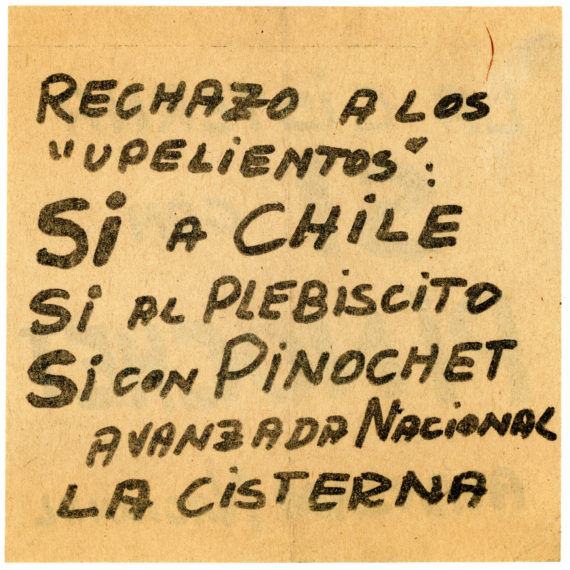 RECHAZO A LOS
"UPELIENTOS":
Si A CHiLE
Si AL PLEBiSCiTO
Si CON PiNOCHET
AVANZADA NACiONAL
LA CiSTERNA